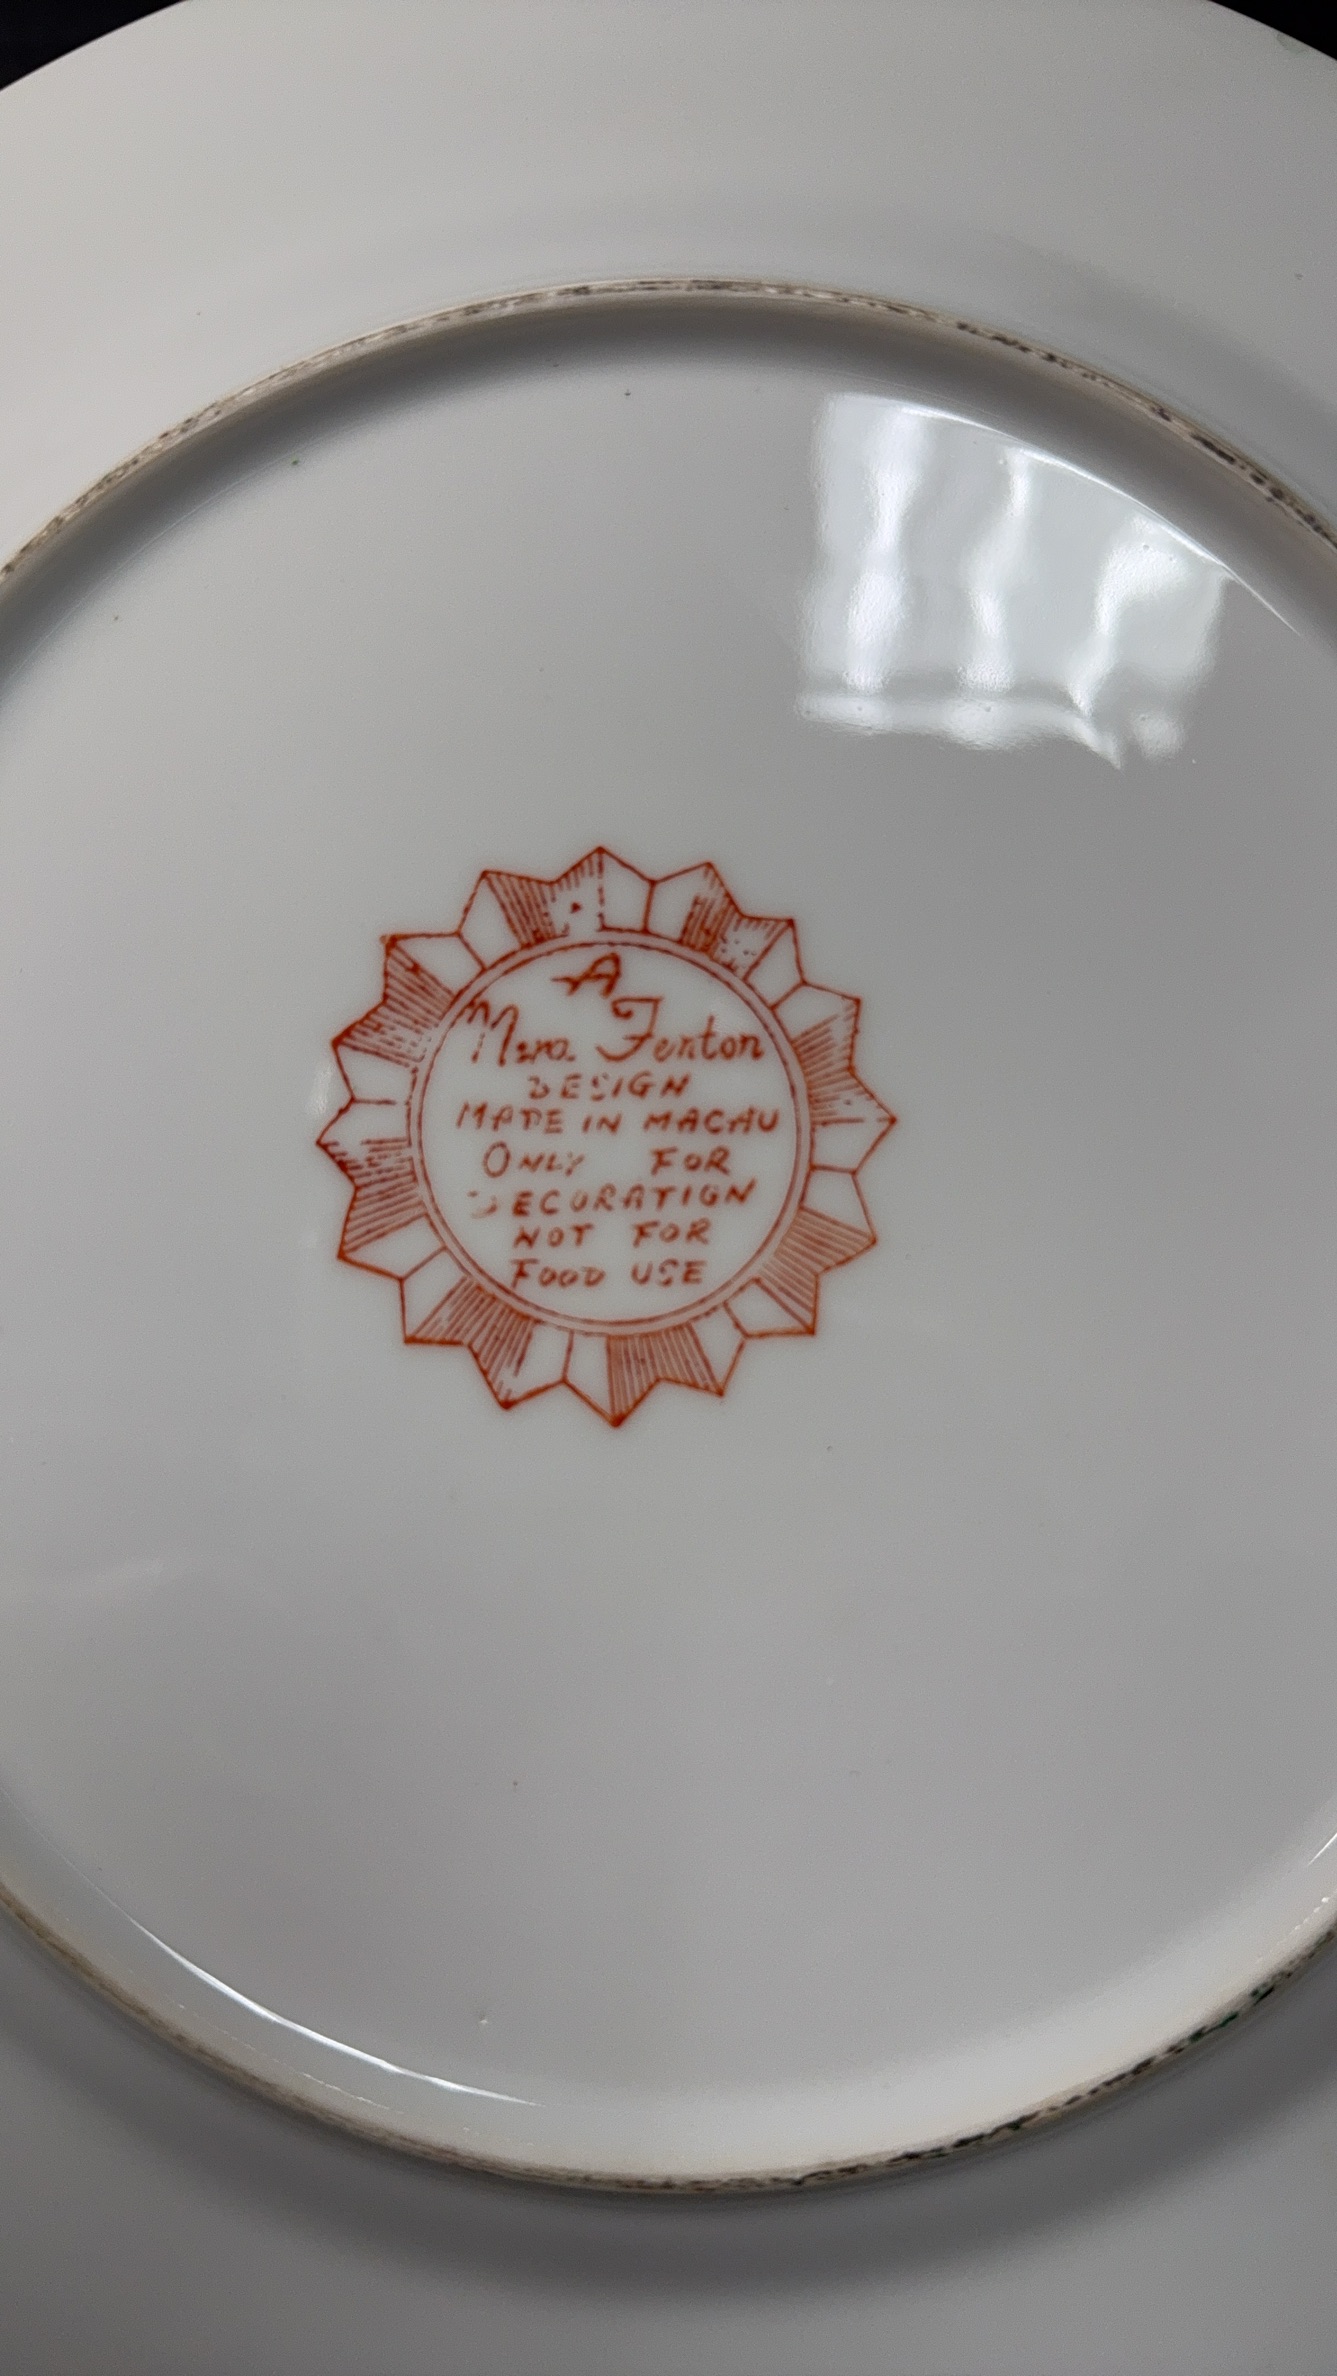 A
Mrs. Fenton
DESIGN
MADE IN MACAU
ONLY FOR
DECORATION
NOT FOR
FOOD USE